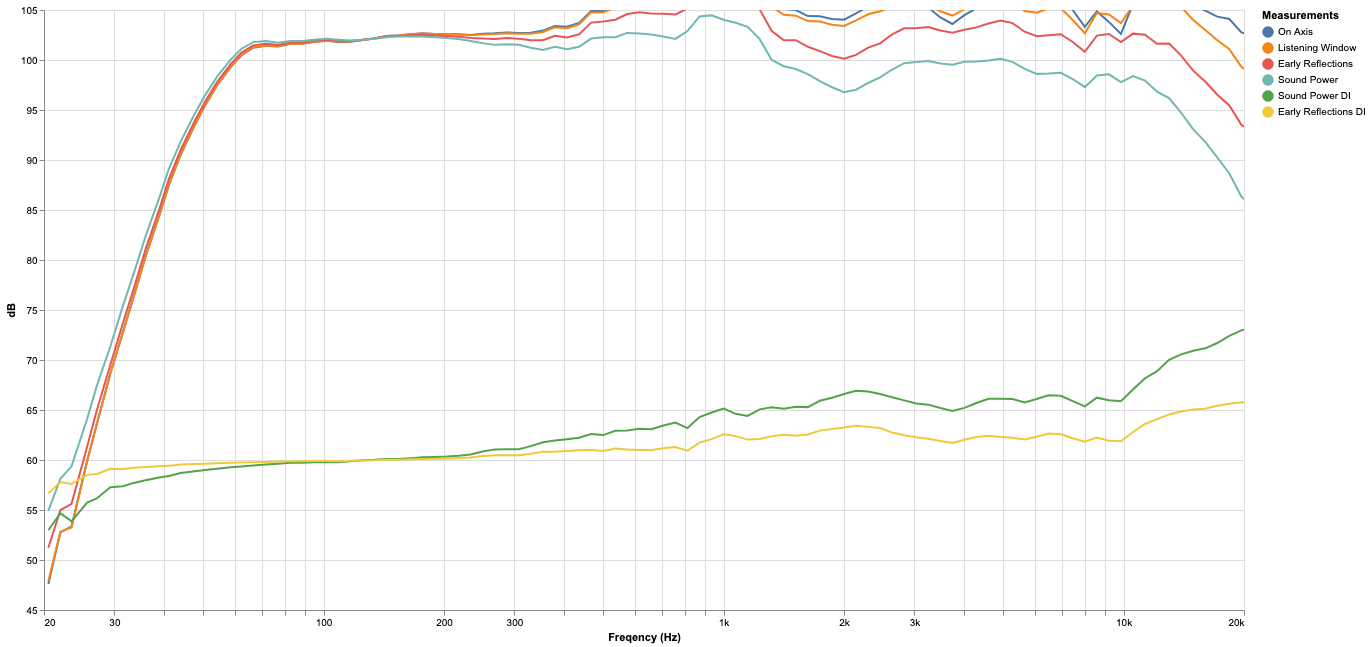 105
100
95
90
85
80
75
70
65
60
55
50
45
dB
20
30
100
200
300
1k
2k
3k
10k
20k
Freqency (Hz)
Measurements
On Axis
Listening Window
Early Reflections
Sound Power
Sound Power DI
Early Reflections DI